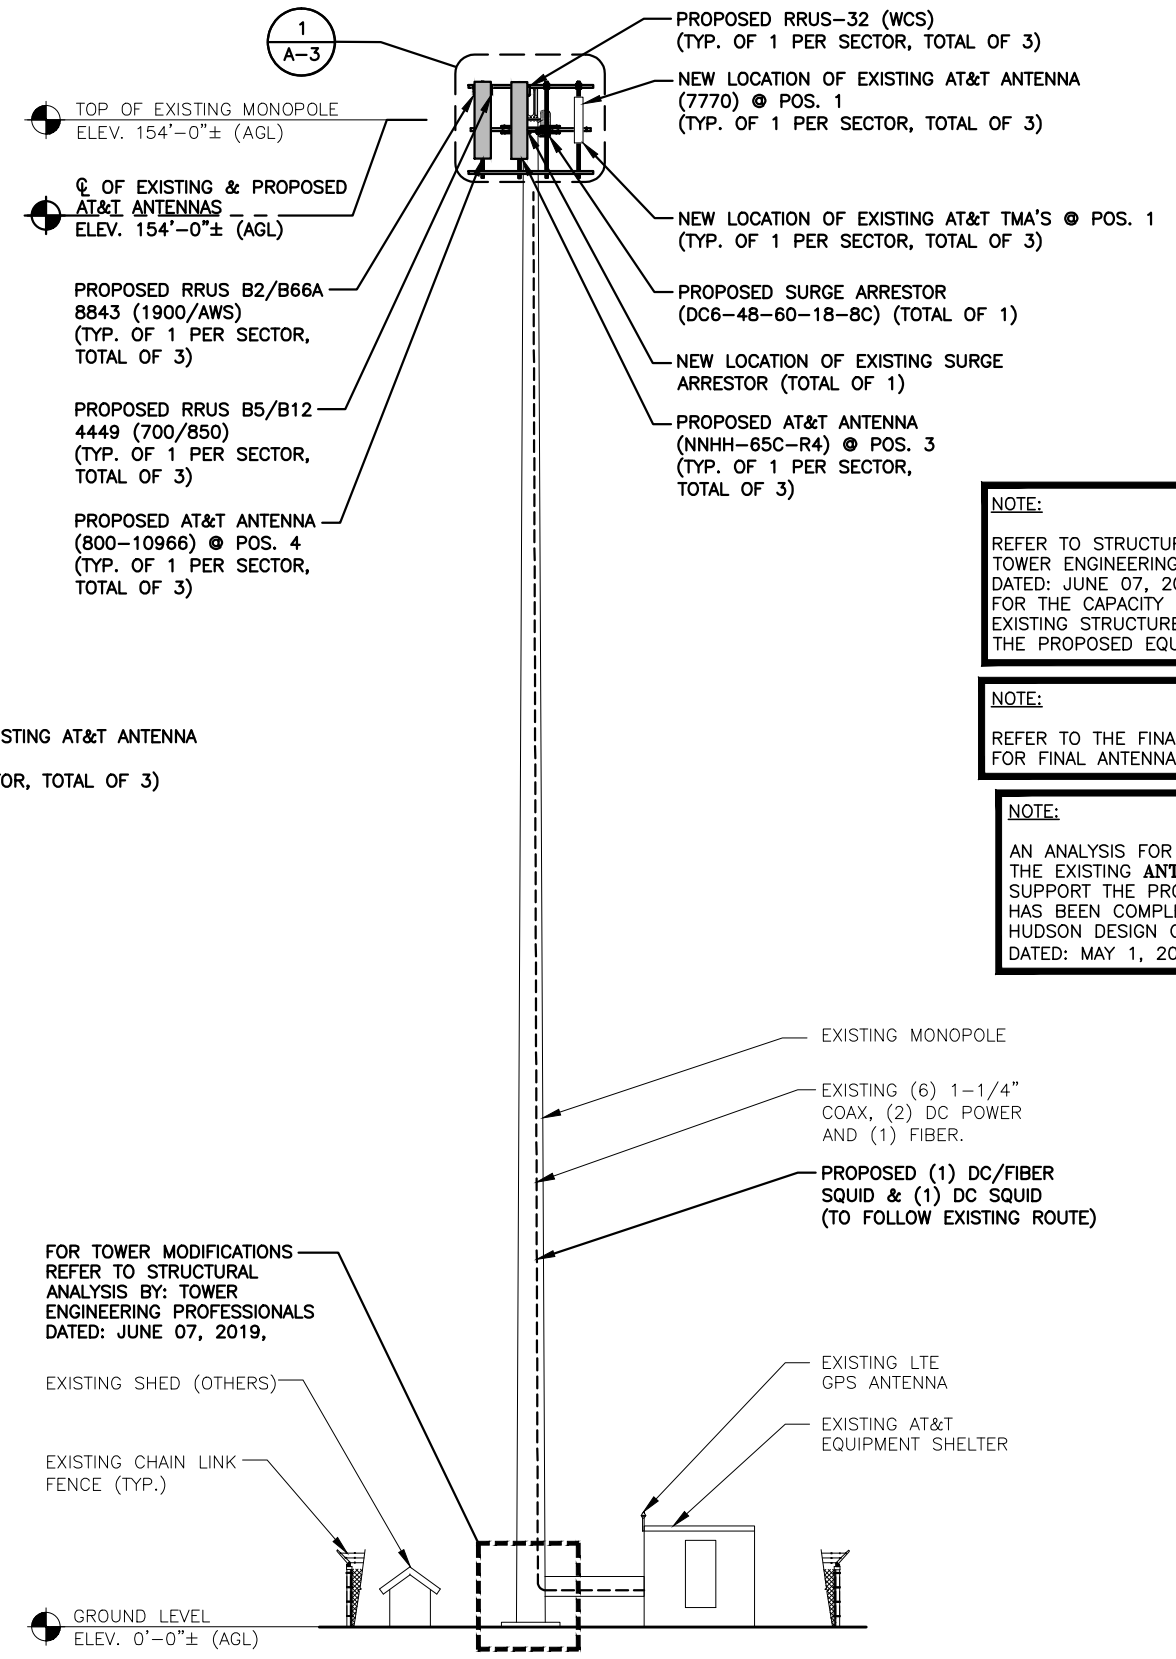 1
A-3
TOP OF EXISTING MONOPOLE
ELEV. 154'-0"± (AGL)
℄ OF EXISTING & PROPOSED
AT&T ANTENNAS
ELEV. 154'-0"± (AGL)
PROPOSED RRUS B2/B66A
8843 (1900/AWS)
(TYP. OF 1 PER SECTOR,
TOTAL OF 3)
PROPOSED RRUS B5/B12
4449 (700/850)
(TYP. OF 1 PER SECTOR,
TOTAL OF 3)
PROPOSED AT&T ANTENNA
(800-10966) @ POS. 4
(TYP. OF 1 PER SECTOR,
TOTAL OF 3)
PROPOSED RRUS-32 (WCS)
(TYP. OF 1 PER SECTOR, TOTAL OF 3)
NEW LOCATION OF EXISTING AT&T ANTENNA
(7770) @ POS. 1
(TYP. OF 1 PER SECTOR, TOTAL OF 3)
NEW LOCATION OF EXISTING AT&T TMA'S @ POS. 1
(TYP. OF 1 PER SECTOR, TOTAL OF 3)
PROPOSED SURGE ARRESTOR
(DC6-48-60-18-8C) (TOTAL OF 1)
NEW LOCATION OF EXISTING SURGE
ARRESTOR (TOTAL OF 1)
PROPOSED AT&T ANTENNA
(NNHH-65C-R4) @ POS. 3
(TYP. OF 1 PER SECTOR,
TOTAL OF 3)
NOTE:
REFER TO STRUCTUR
TOWER ENGINEERING
DATED: JUNE 07, 20
FOR THE CAPACITY
EXISTING STRUCTURE
THE PROPOSED EQU
NOTE:
REFER TO THE FINA
FOR FINAL ANTENNA
NOTE:
AN ANALYSIS FOR
THE EXISTING ANT
SUPPORT THE PRO
HAS BEEN COMPL
HUDSON DESIGN
DATED: MAY 1, 20
STING AT&T ANTENNA
OR, TOTAL OF 3)
EXISTING MONOPOLE
EXISTING (6) 1-1/4"
COAX, (2) DC POWER
AND (1) FIBER.
PROPOSED (1) DC/FIBER
SQUID & (1) DC SQUID
(TO FOLLOW EXISTING ROUTE)
FOR TOWER MODIFICATIONS
REFER TO STRUCTURAL
ANALYSIS BY: TOWER
ENGINEERING PROFESSIONALS
DATED: JUNE 07, 2019,
EXISTING SHED (OTHERS)
EXISTING CHAIN LINK
FENCE (TYP.)
EXISTING LTE
GPS ANTENNA
EXISTING AT&T
EQUIPMENT SHELTER
GROUND LEVEL
ELEV. 0'-0"± (AGL)